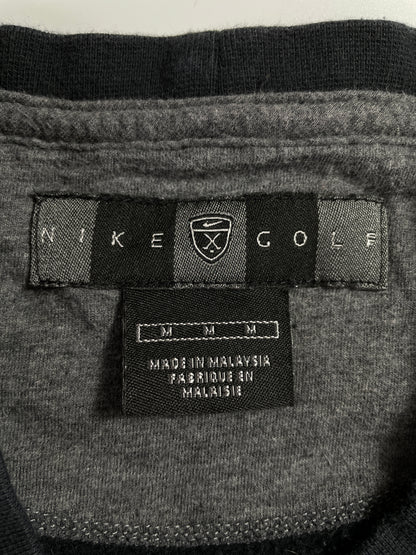 NIKE GOLF
M M M
MADE IN MALAYSIA
FABRIQUE EN
MALAISIE